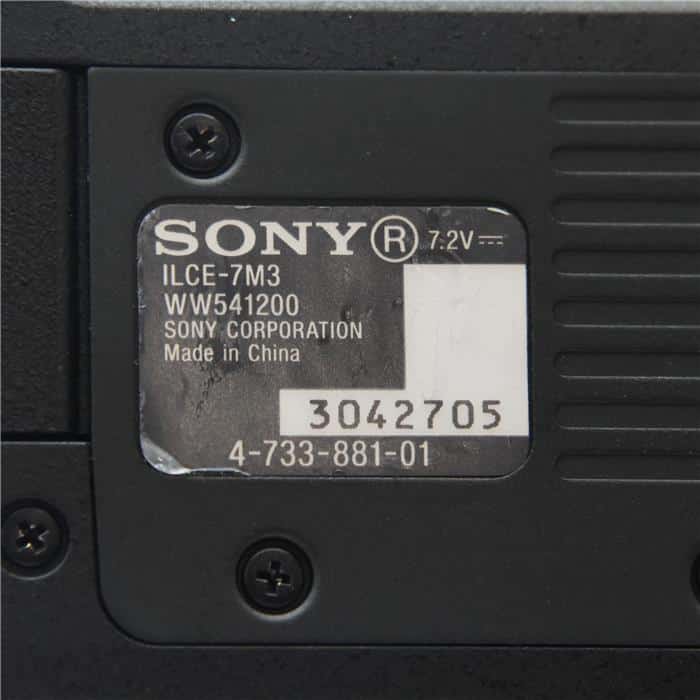 SONY Ⓡ 7.2V ⎓
ILCE-7M3
WW541200
SONY CORPORATION
Made in China
3042705
4-733-881-01